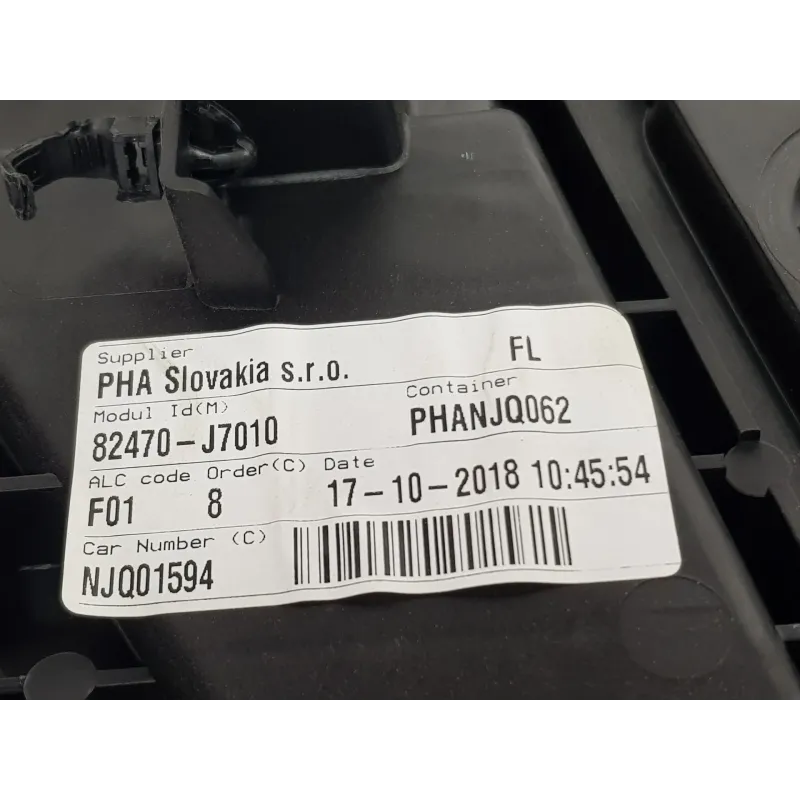 Supplier
PHA Slovakia s.r.o.
FL
Modul Id(M)
Container
82470-J7010
PHANJQ062
ALC code Order(C) Date
F01 8 17-10-2018 10:45:54
Car Number (C)
NJQ01594